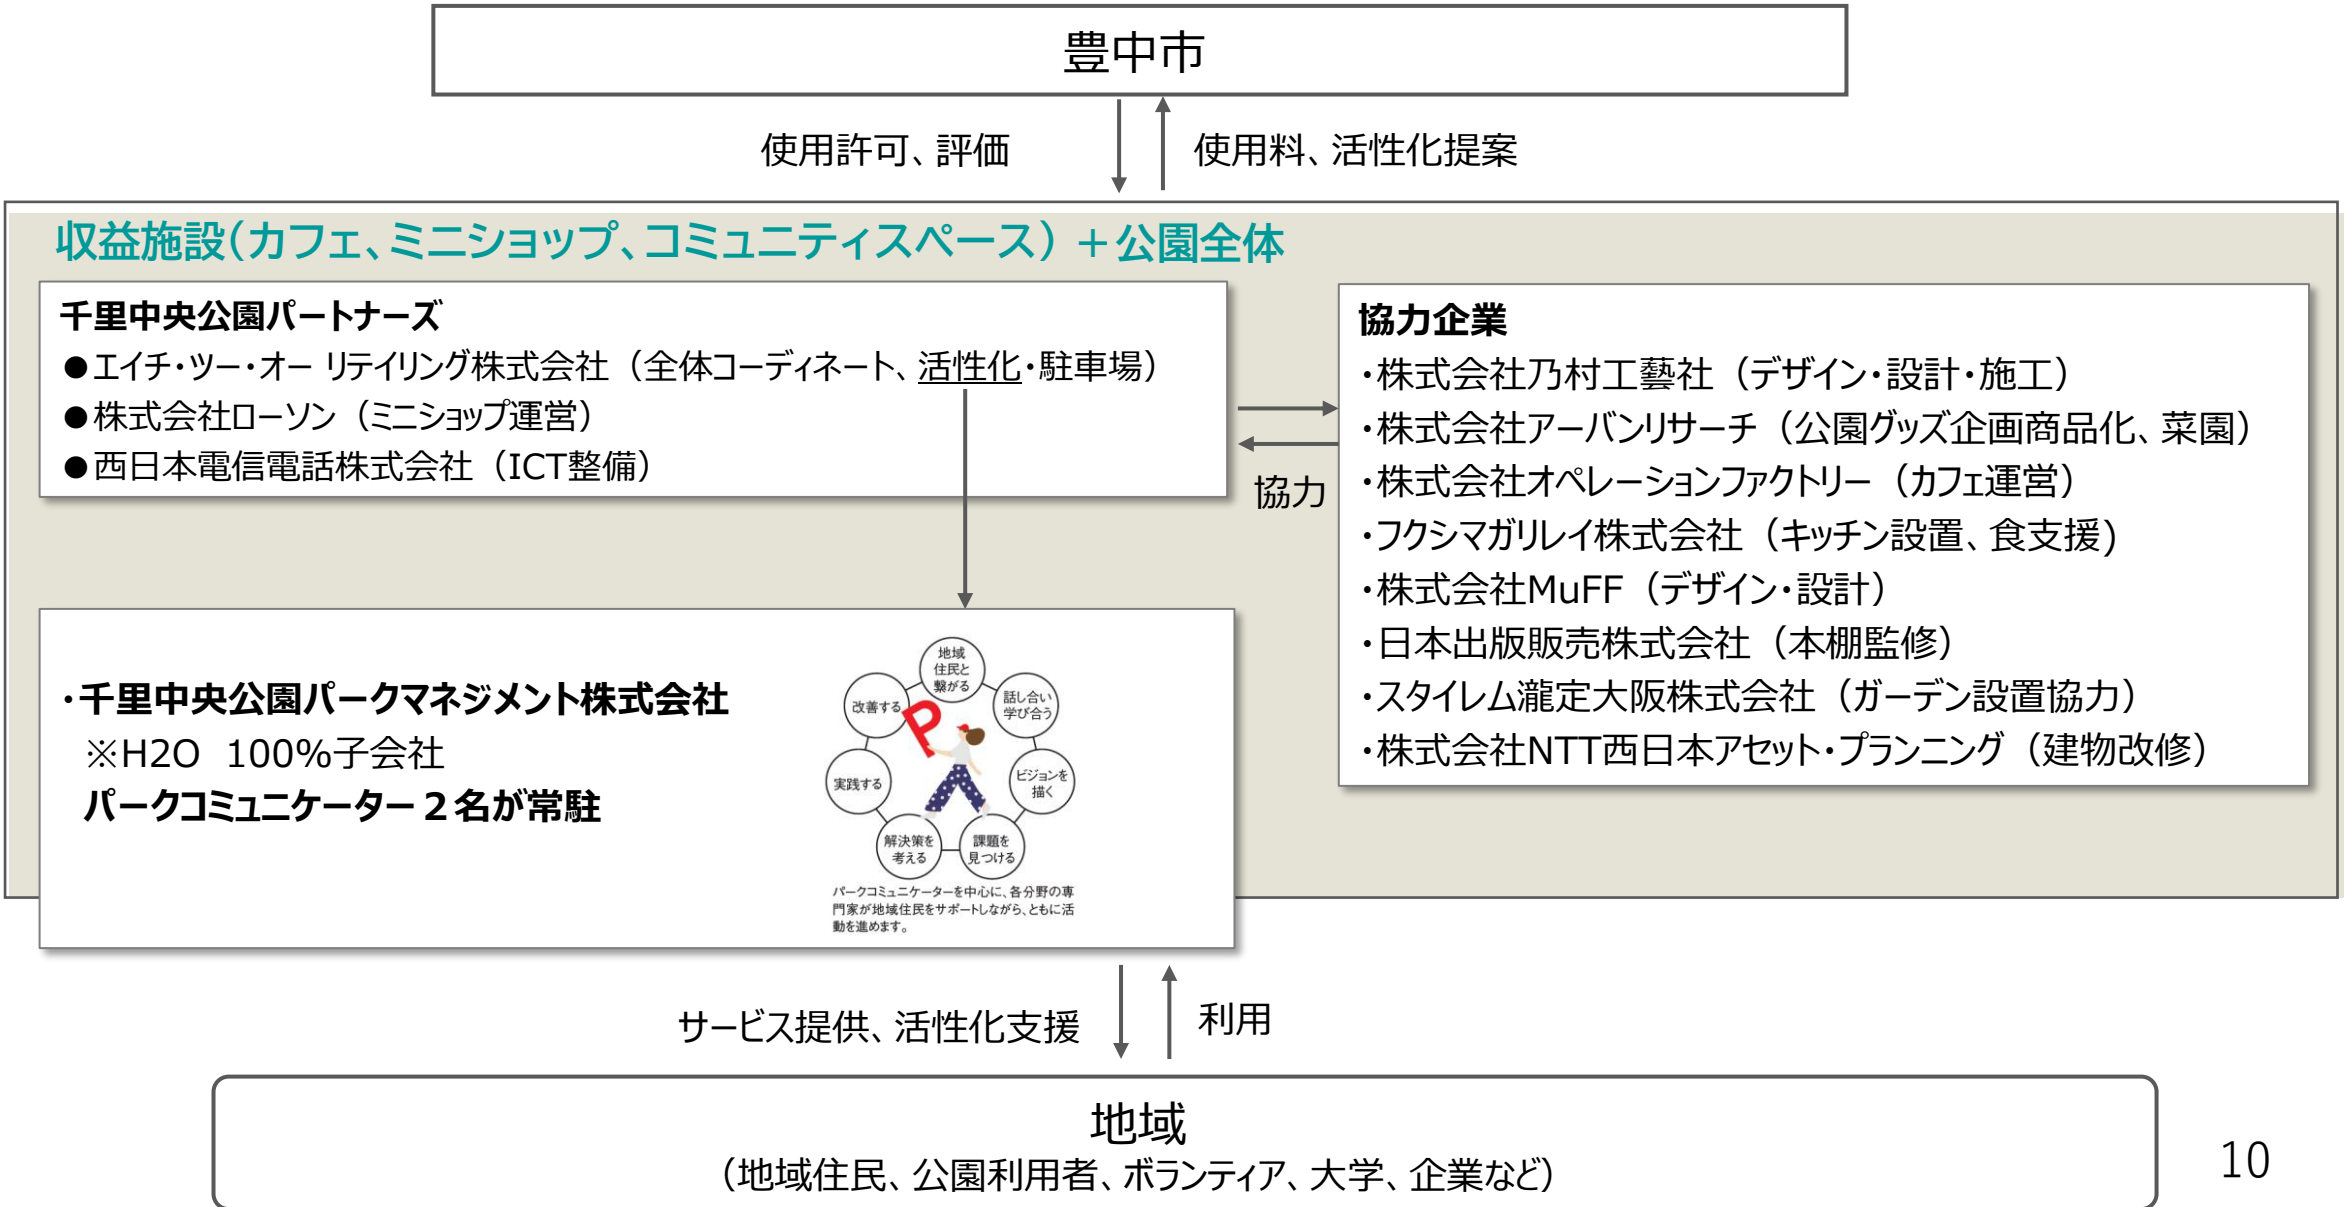 豊中市
使用許可、評価
使用料、活性化提案
収益施設(カフェ、ミニショップ、コミュニティスペース)＋公園全体
千里中央公園パートナーズ
●エイチ・ツー・オー リテイリング株式会社（全体コーディネート、活性化・駐車場）
●株式会社ローソン（ミニショップ運営）
●西日本電信電話株式会社（ICT整備）
協力
協力企業
・株式会社乃村工藝社（デザイン・設計・施工）
・株式会社アーバンリサーチ（公園グッズ企画商品化、菜園）
・株式会社オペレーションファクトリー（カフェ運営）
・フクシマガリレイ株式会社（キッチン設置、食支援)
・株式会社MuFF（デザイン・設計）
・日本出版販売株式会社（本棚監修）
・スタイレム瀧定大阪株式会社（ガーデン設置協力）
・株式会社NTT西日本アセット・プランニング（建物改修）
・千里中央公園パークマネジメント株式会社
※H2O 100%子会社
パークコミュニケーター２名が常駐
地域
住民と
繋がる
話し合い
学び合う
ビジョンを
描く
課題を
見つける
解決策を
考える
実践する
改善する
P
パークコミュニケーターを中心に、各分野の専
門家が地域住民をサポートしながら、ともに活
動を進めます。
サービス提供、活性化支援
利用
地域
（地域住民、公園利用者、ボランティア、大学、企業など）
10